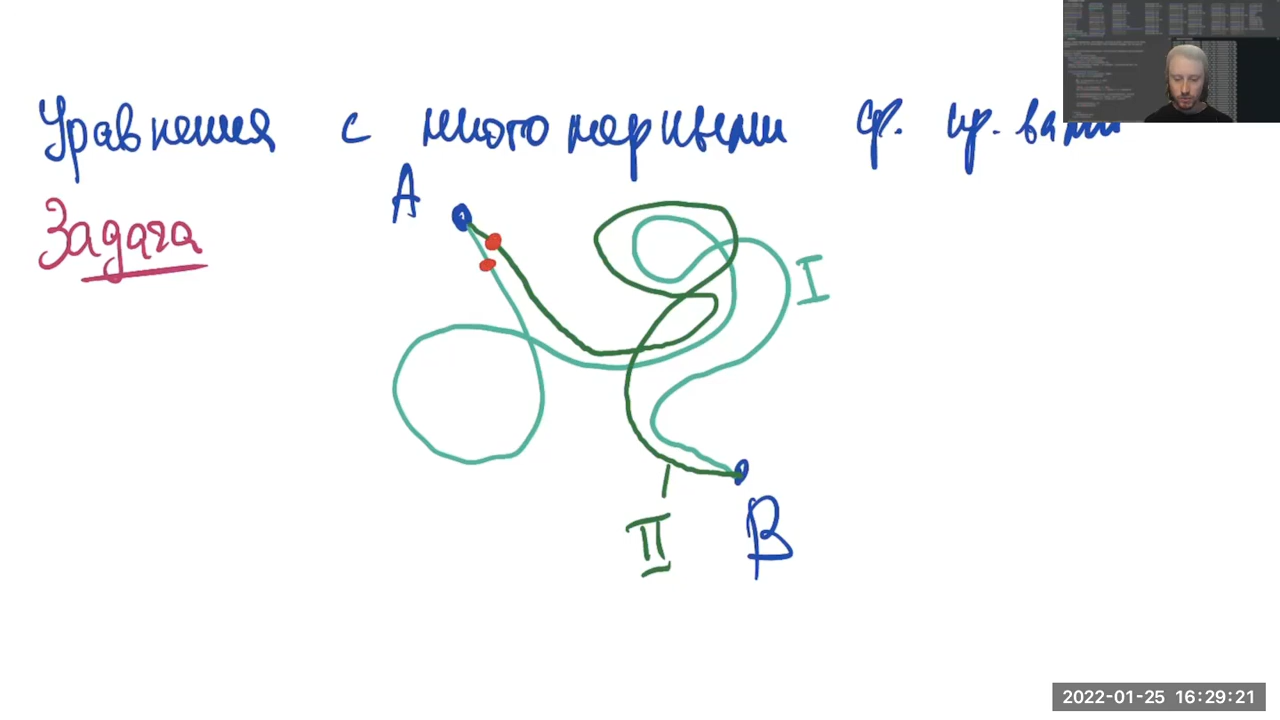 Уравнения с многомерными ф. пр. вами
Задача
A
I
II
B
2022-01-25 16:29:21